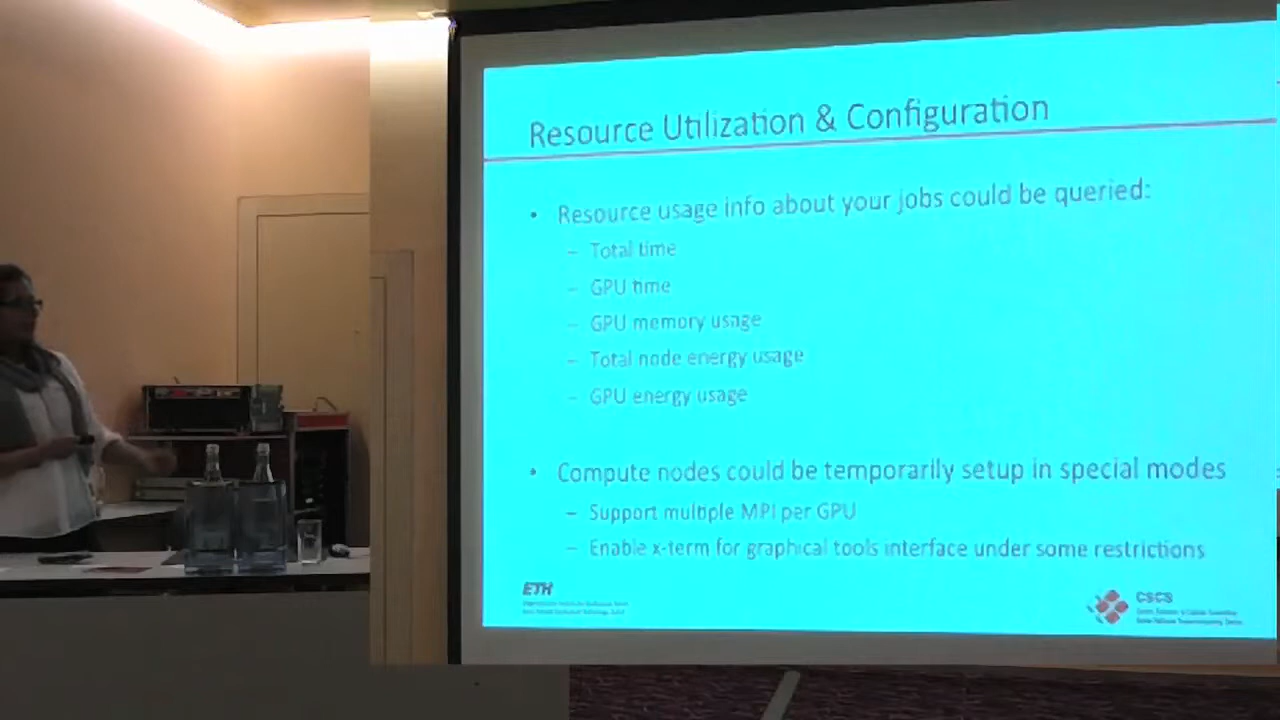 Resource Utilization & Configuration
• Resource usage info about your jobs could be queried:
– Total time
– GPU time
– GPU memory usage
– Total node energy usage
– GPU energy usage
• Compute nodes could be temporarily setup in special modes
– Support multiple MPI per GPU
– Enable x-term for graphical tools interface under some restrictions
ETH
CSCS